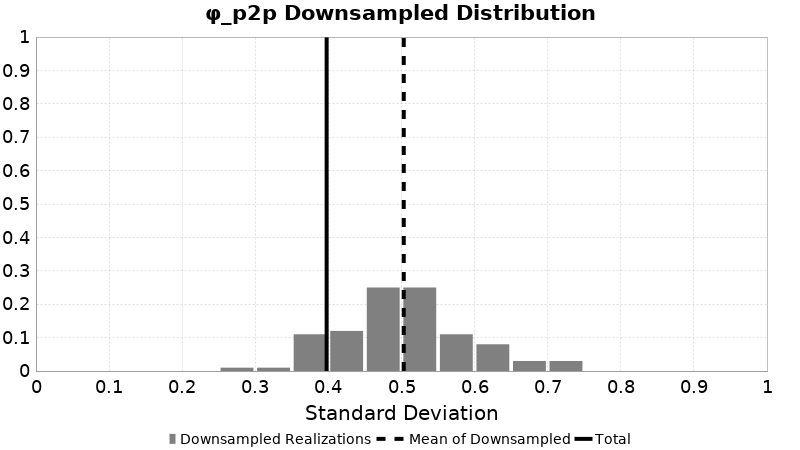 φ_p2p Downsampled Distribution
1
0.9
0.8
0.7
0.6
0.5
0.4
0.3
0.2
0.1
0
0 0.1 0.2 0.3 0.4 0.5 0.6 0.7 0.8 0.9 1
Standard Deviation
Downsampled Realizations Mean of Downsampled Total